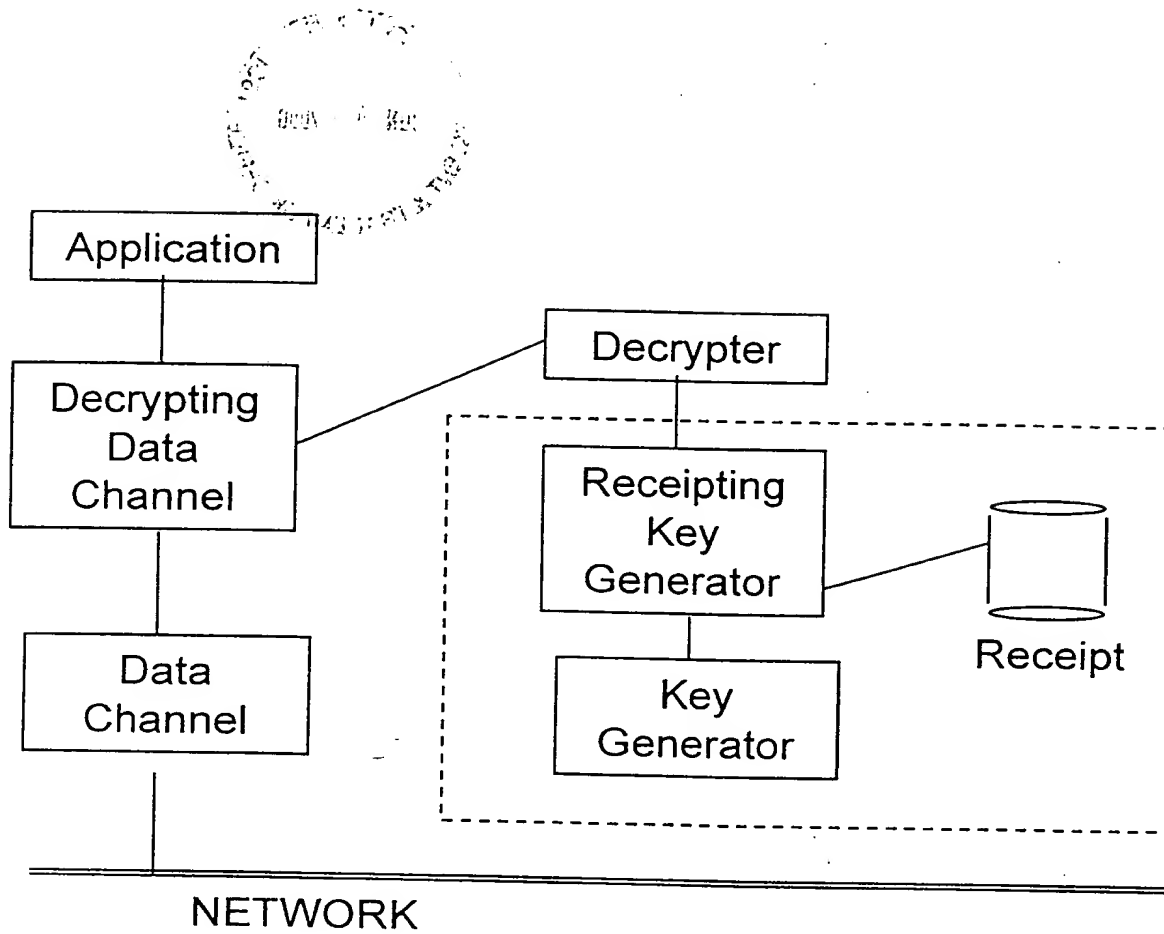 Application
Decrypting
Data
Channel
Data
Channel
Decrypter
Receipting
Key
Generator
Key
Generator
Receipt
NETWORK